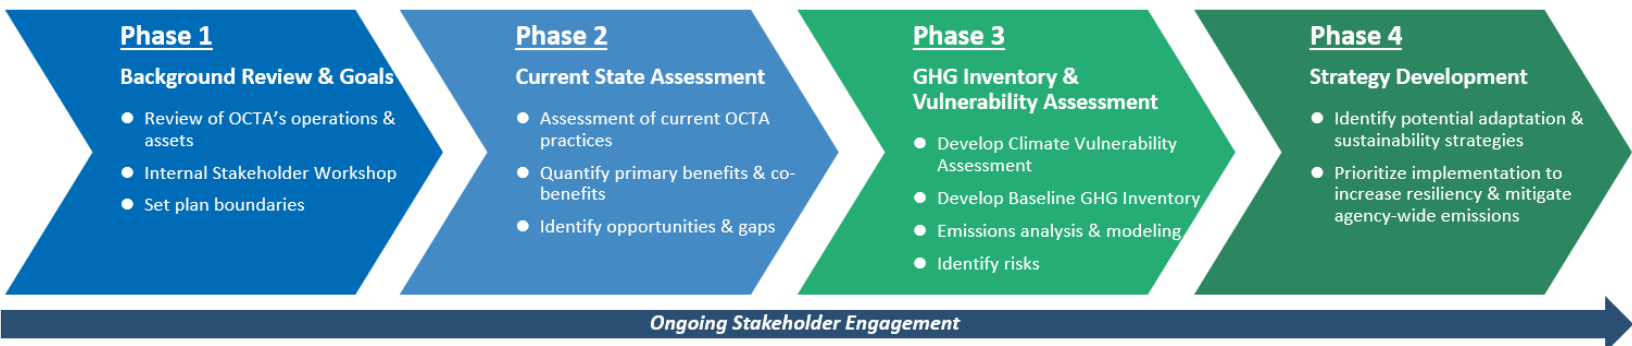 Phase 1
Background Review & Goals
● Review of OCTA’s operations &
assets
● Internal Stakeholder Workshop
● Set plan boundaries
Phase 2
Current State Assessment
● Assessment of current OCTA
practices
● Quantify primary benefits & co-
benefits
● Identify opportunities & gaps
Phase 3
GHG Inventory &
Vulnerability Assessment
● Develop Climate Vulnerability
Assessment
● Develop Baseline GHG Inventory
● Emissions analysis & modeling
● Identify risks
Phase 4
Strategy Development
● Identify potential adaptation &
sustainability strategies
● Prioritize implementation to
increase resiliency & mitigate
agency-wide emissions
Ongoing Stakeholder Engagement